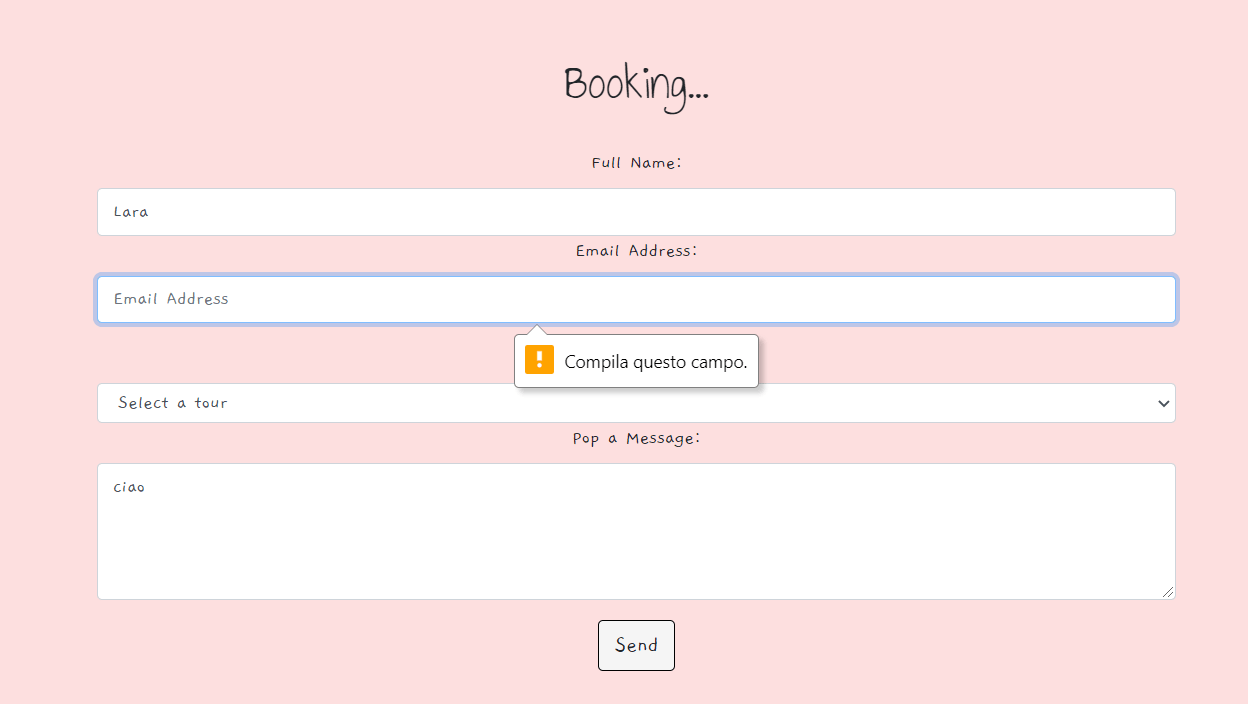 Booking...
Full Name:
Lara
Email Address:
Email Address
Compila questo campo.
Select a tour
Pop a Message:
ciao
Send